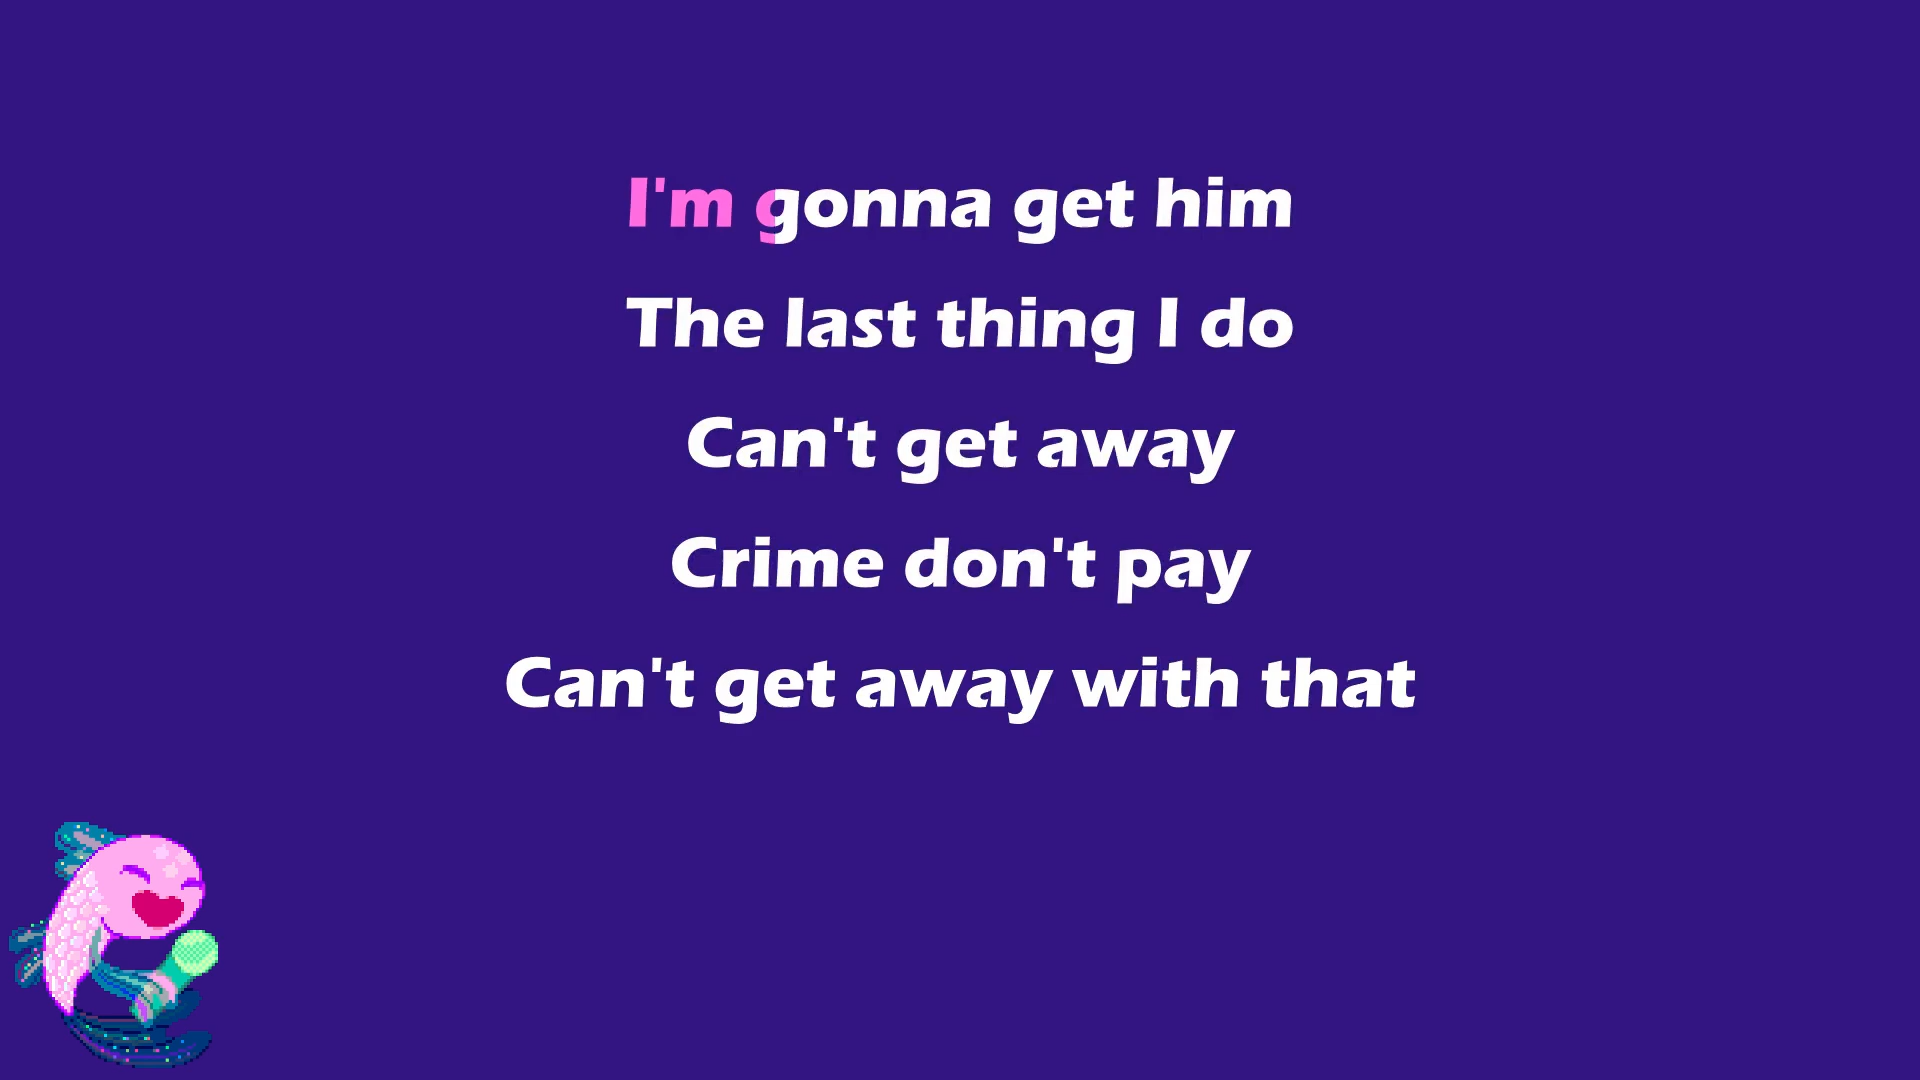 I'm gonna get him
The last thing I do
Can't get away
Crime don't pay
Can't get away with that